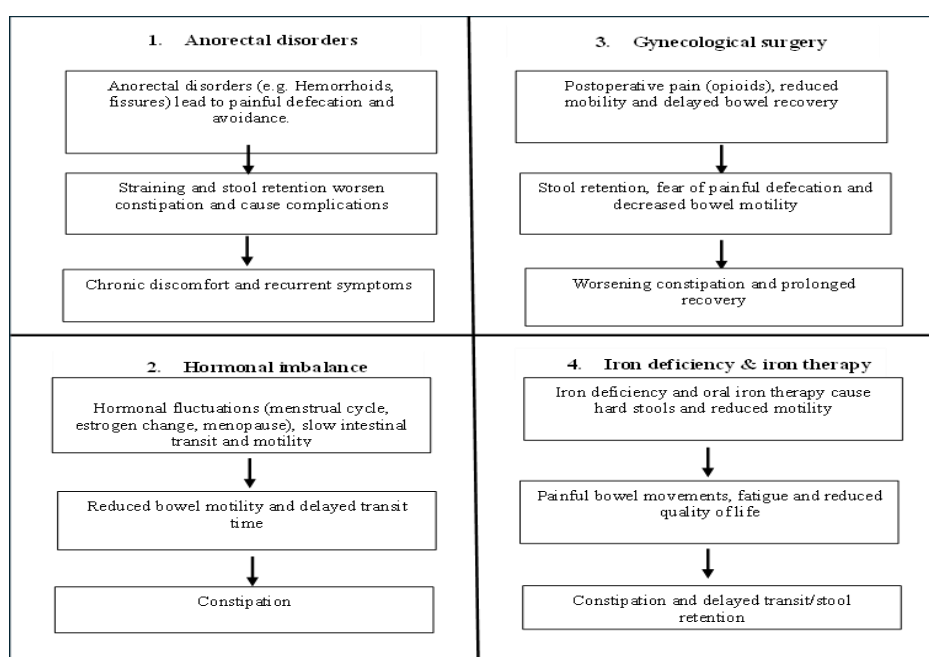 1. Anorectal disorders
Anorectal disorders (e.g. Hemorrhoids,
fissures) lead to painful defecation and
avoidance.
Straining and stool retention worsen
constipation and cause complications
Chronic discomfort and recurrent symptoms
2. Hormonal imbalance
Hormonal fluctuations (menstrual cycle,
estrogen change, menopause), slow intestinal
transit and motility
Reduced bowel motility and delayed transit
time
Constipation
3. Gynecological surgery
Postoperative pain (opioids), reduced
mobility and delayed bowel recovery
Stool retention, fear of painful defecation and
decreased bowel motility
Worsening constipation and prolonged
recovery
4. Iron deficiency & iron therapy
Iron deficiency and oral iron therapy cause
hard stools and reduced motility
Painful bowel movements, fatigue and reduced
quality of life
Constipation and delayed transit/stool
retention